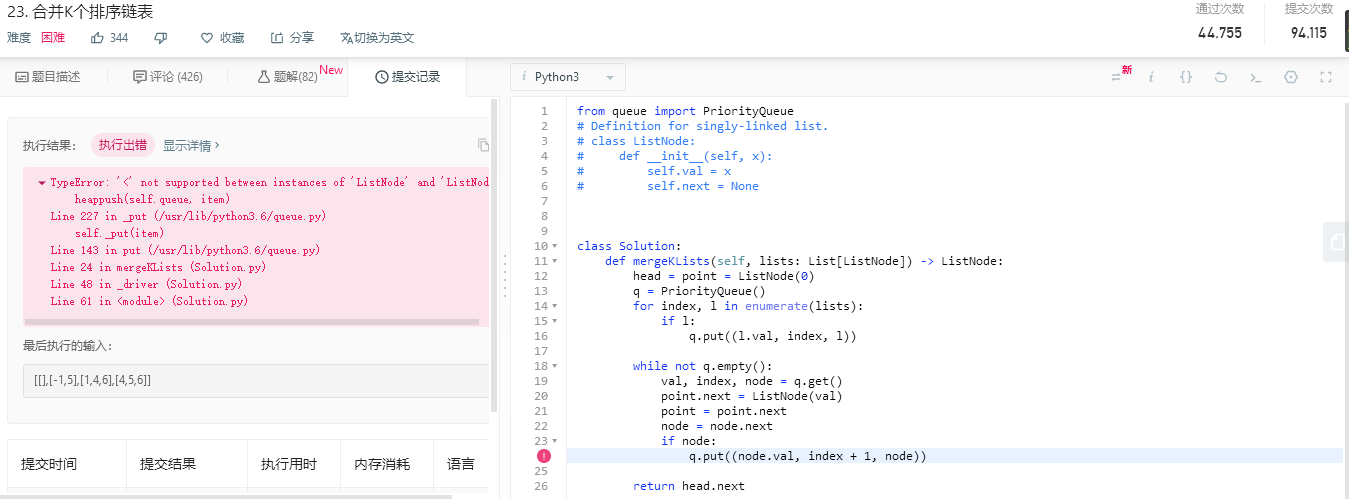 23. 合并K个排序链表
通过次数
提交次数
44,755
94,115
难度 困难 344 收藏 分享 切换为英文
题目描述 评论 (426) 题解(82) New 提交记录
i Python3
新
执行结果: 执行出错 显示详情 ›
TypeError: '<' not supported between instances of 'ListNode' and 'ListNod
heappush(self.queue, item)
Line 227 in _put (/usr/lib/python3.6/queue.py)
self._put(item)
Line 143 in put (/usr/lib/python3.6/queue.py)
Line 24 in mergeKLists (Solution.py)
Line 48 in _driver (Solution.py)
Line 61 in <module> (Solution.py)
最后执行的输入:
[[],[-1,5],[1,4,6],[4,5,6]]
提交时间 提交结果 执行用时 内存消耗 语言
1 from queue import PriorityQueue
2 # Definition for singly-linked list.
3 # class ListNode:
4 #     def __init__(self, x):
5 #         self.val = x
6 #         self.next = None
7
8
9
10 class Solution:
11     def mergeKLists(self, lists: List[ListNode]) -> ListNode:
12         head = point = ListNode(0)
13         q = PriorityQueue()
14         for index, l in enumerate(lists):
15             if l:
16                 q.put((l.val, index, l))
17
18         while not q.empty():
19             val, index, node = q.get()
20             point.next = ListNode(val)
21             point = point.next
22             node = node.next
23             if node:
!                 q.put((node.val, index + 1, node))
25
26         return head.next